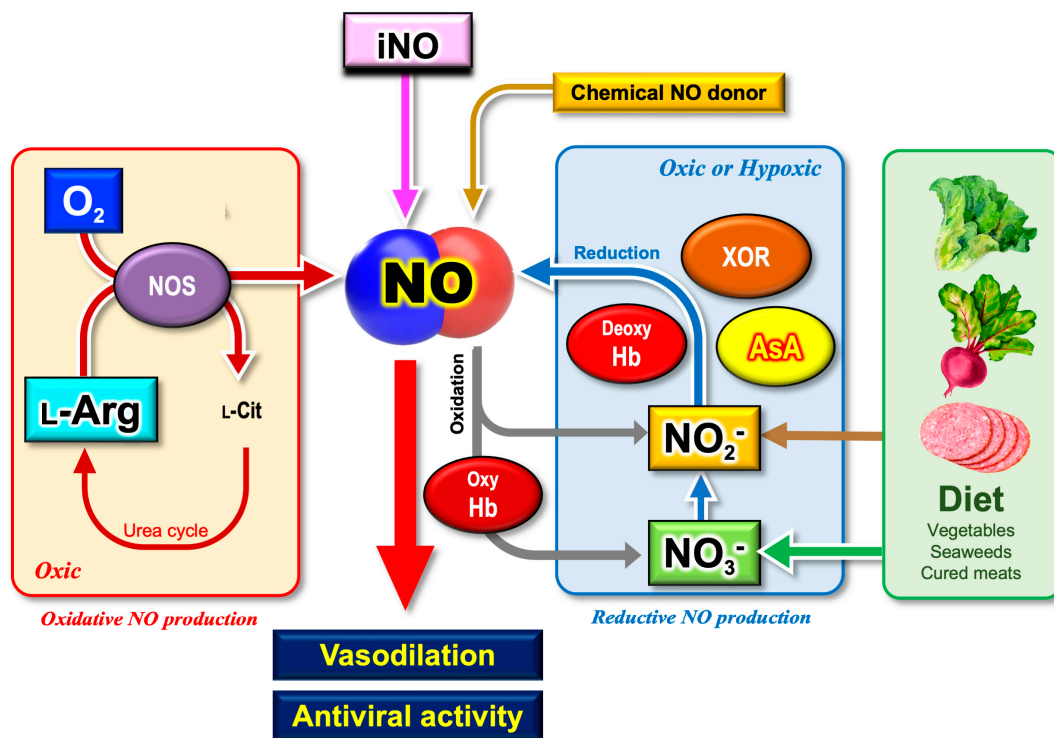 iNO
Chemical NO donor
O₂
NOS
L-Arg
L-Cit
Urea cycle
Oxic
Oxidative NO production
NO
Oxidation
Oxy
Hb
Vasodilation
Antiviral activity
Oxic or Hypoxic
Reduction
XOR
Deoxy
Hb
AsA
NO₂⁻
NO₃⁻
Reductive NO production
Diet
Vegetables
Seaweeds
Cured meats